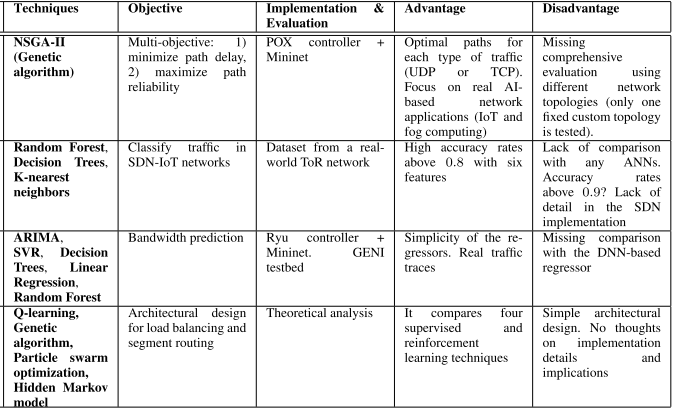 Techniques
Objective
Implementation &
Evaluation
Advantage
Disadvantage
NSGA-II
(Genetic
algorithm)
Multi-objective: 1)
minimize path delay,
2) maximize path
reliability
POX controller +
Mininet
Optimal paths for
each type of traffic
(UDP or TCP).
Focus on real AI-
based network
applications (IoT and
fog computing)
Missing
comprehensive
evaluation using
different network
topologies (only one
fixed custom topology
is tested).
Random Forest,
Decision Trees,
K-nearest
neighbors
Classify traffic in
SDN-IoT networks
Dataset from a real-
world ToR network
High accuracy rates
above 0.8 with six
features
Lack of comparison
with any ANNs.
Accuracy rates
above 0.9? Lack of
detail in the SDN
implementation
ARIMA,
SVR, Decision
Trees, Linear
Regression,
Random Forest
Bandwidth prediction
Ryu controller +
Mininet. GENI
testbed
Simplicity of the re-
gressors. Real traffic
traces
Missing comparison
with the DNN-based
regressor
Q-learning,
Genetic
algorithm,
Particle swarm
optimization,
Hidden Markov
model
Architectural design
for load balancing and
segment routing
Theoretical analysis
It compares four
supervised and
reinforcement
learning techniques
Simple architectural
design. No thoughts
on implementation
details and
implications